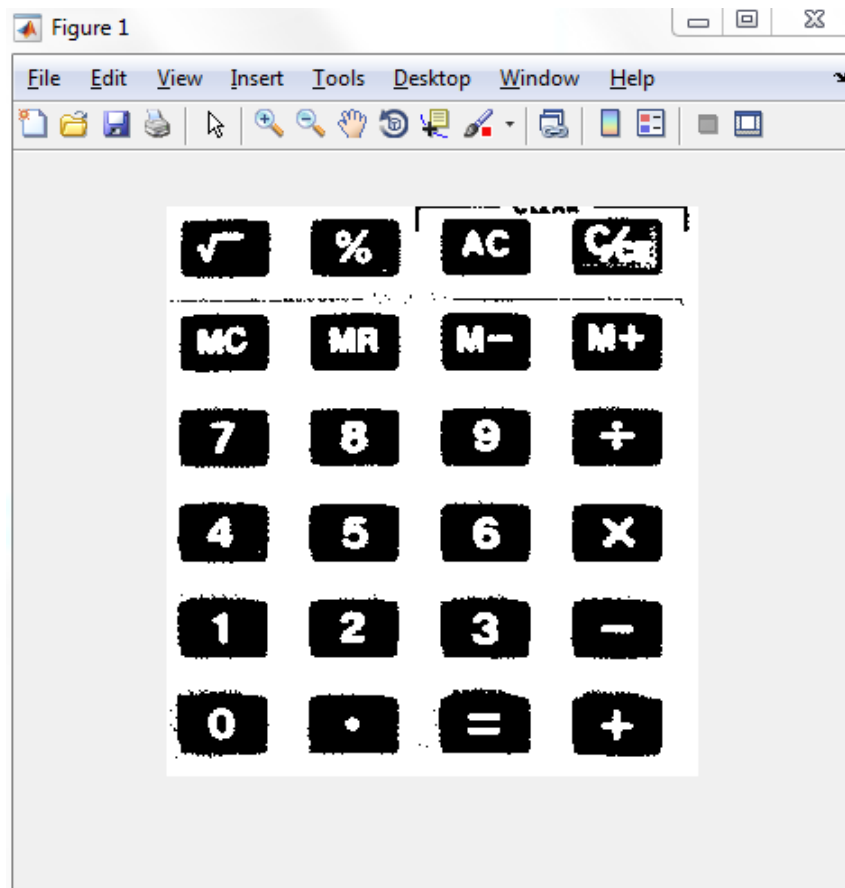 Figure 1
File Edit View Insert Tools Desktop Window Help
√ % AC C/CE
MC MR M− M+
7 8 9 ÷
4 5 6 ×
1 2 3 −
0 . = +